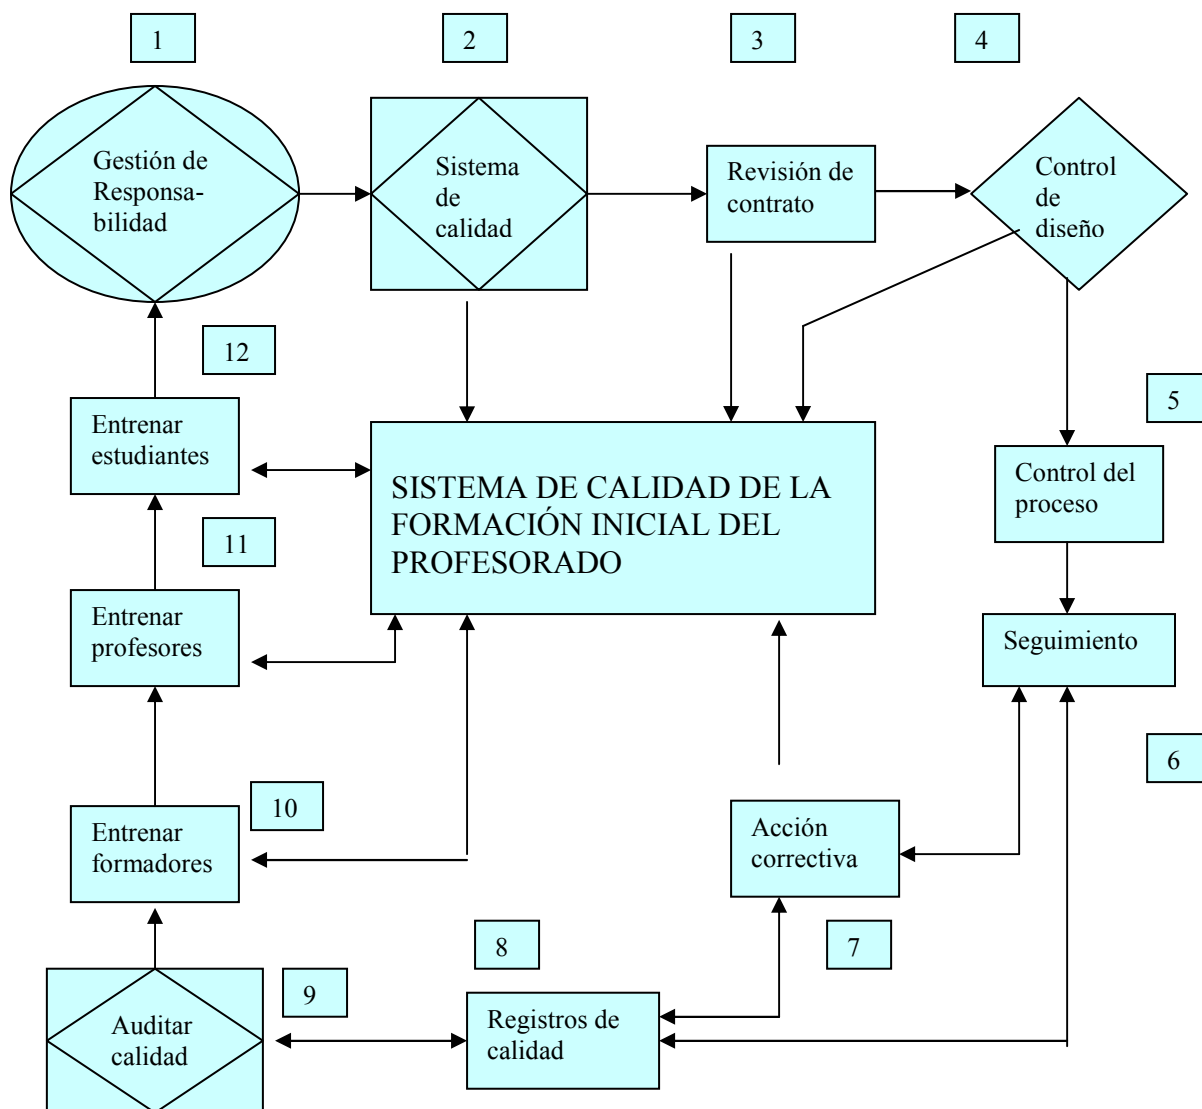 1
2
3
4
Gestión de
Responsa-
bilidad
Sistema
de
calidad
Revisión de
contrato
Control
de
diseño
12
5
Entrenar
estudiantes
SISTEMA DE CALIDAD DE LA
FORMACIÓN INICIAL DEL
PROFESORADO
Control del
proceso
11
Entrenar
profesores
Seguimiento
6
10
Entrenar
formadores
Acción
correctiva
7
8
9
Auditar
calidad
Registros de
calidad